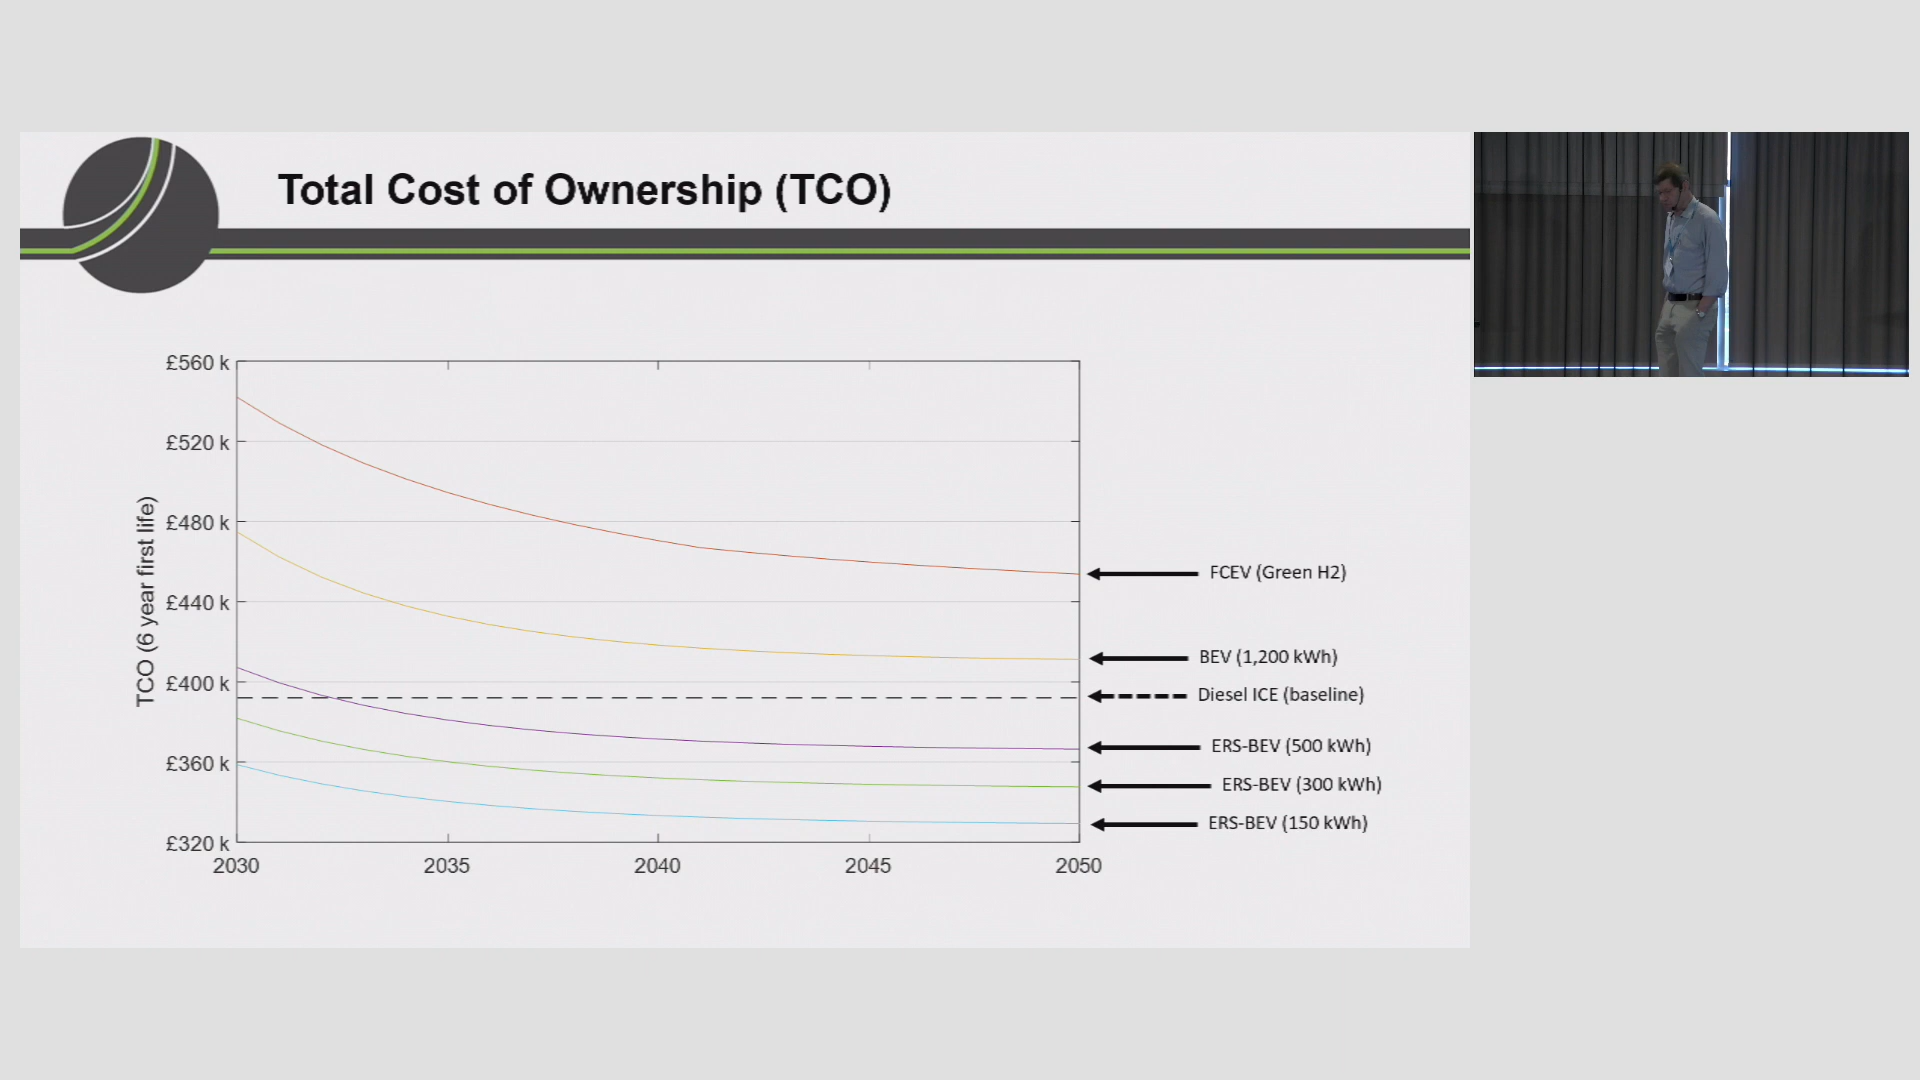 Total Cost of Ownership (TCO)
£560 k
£520 k
£480 k
£440 k
£400 k
£360 k
£320 k
TCO (6 year first life)
2030
2035
2040
2045
2050
FCEV (Green H2)
BEV (1,200 kWh)
Diesel ICE (baseline)
ERS-BEV (500 kWh)
ERS-BEV (300 kWh)
ERS-BEV (150 kWh)